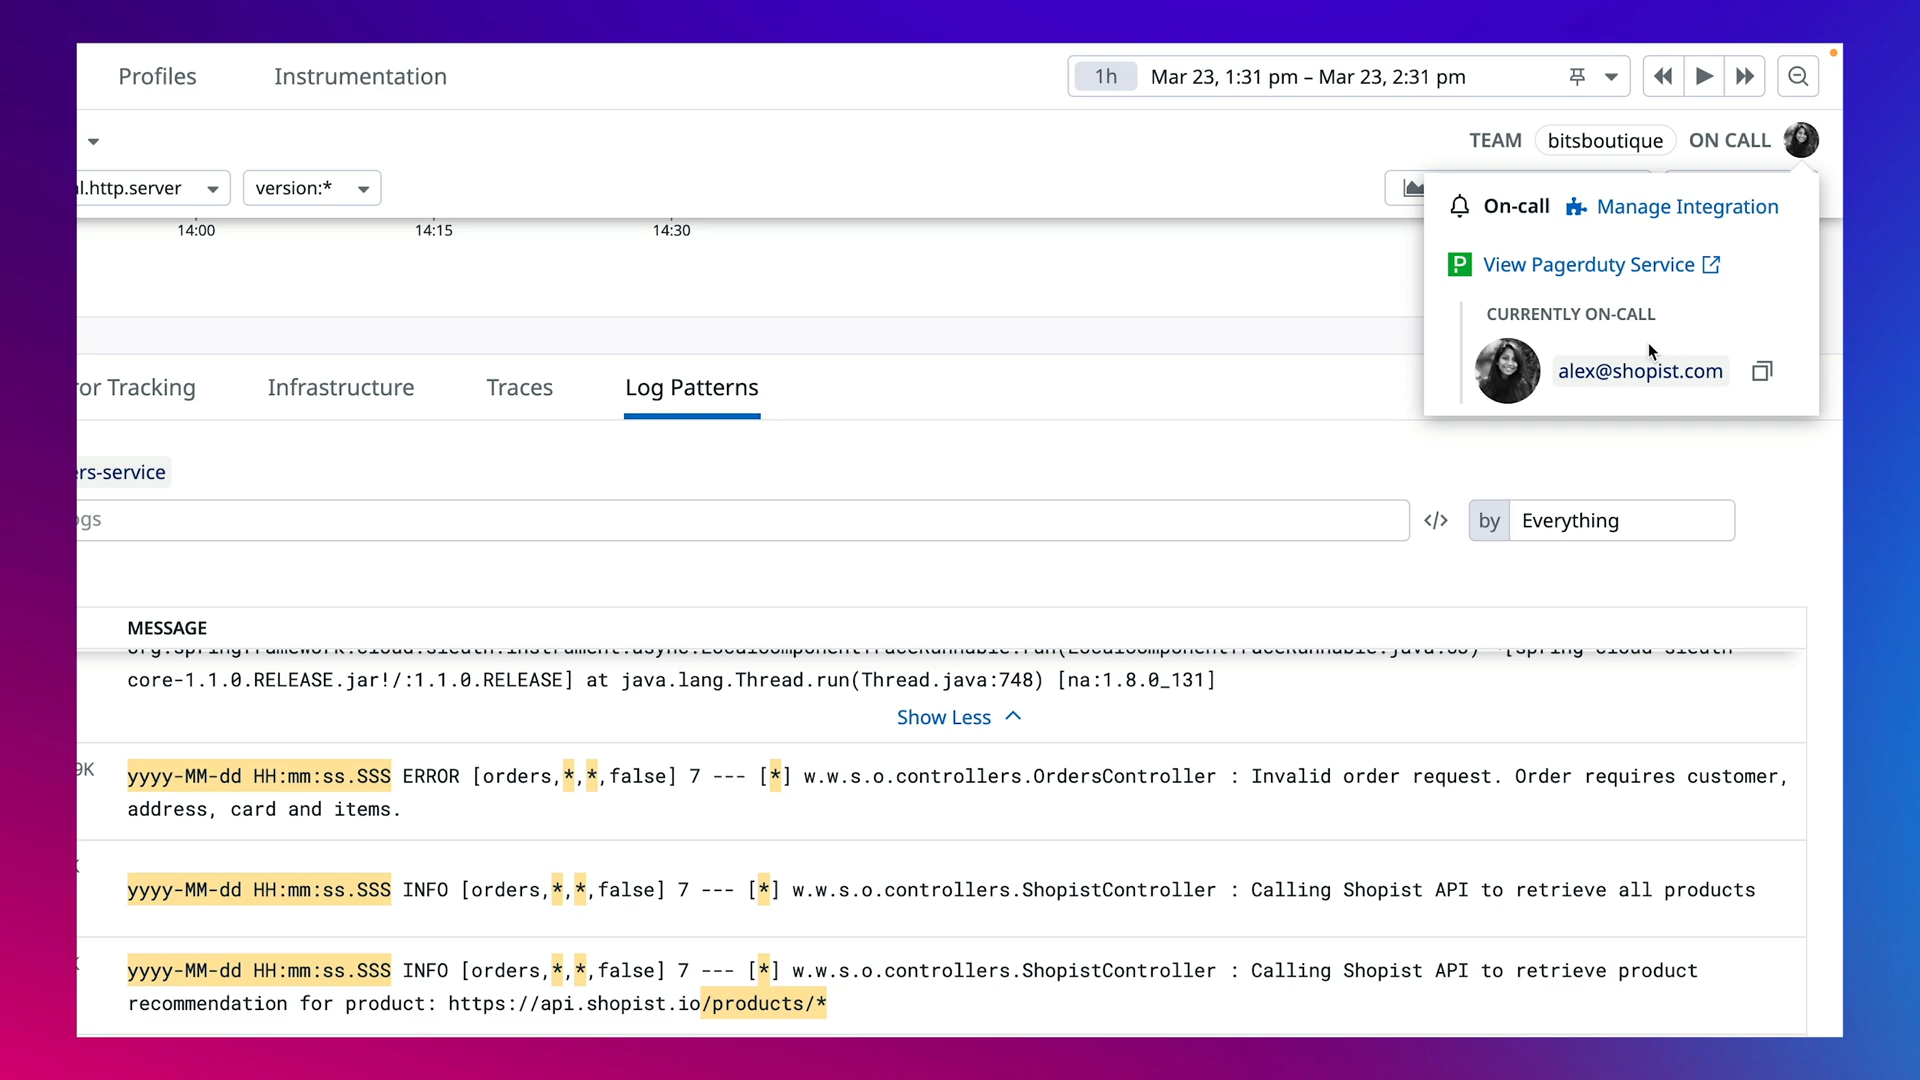 Profiles
Instrumentation
1h
Mar 23, 1:31 pm – Mar 23, 2:31 pm
TEAM
bitsboutique
ON CALL
l.http.server
version:*
On-call
Manage Integration
14:00
14:15
14:30
View Pagerduty Service
CURRENTLY ON-CALL
alex@shopist.com
or Tracking
Infrastructure
Traces
Log Patterns
rs-service
gs
</>
by
Everything
MESSAGE
core-1.1.0.RELEASE.jar!/:1.1.0.RELEASE] at java.lang.Thread.run(Thread.java:748) [na:1.8.0_131]
Show Less
9K
yyyy-MM-dd HH:mm:ss.SSS ERROR [orders,*,*,false] 7 --- [*] w.w.s.o.controllers.OrdersController : Invalid order request. Order requires customer,
address, card and items.
yyyy-MM-dd HH:mm:ss.SSS INFO [orders,*,*,false] 7 --- [*] w.w.s.o.controllers.ShopistController : Calling Shopist API to retrieve all products
yyyy-MM-dd HH:mm:ss.SSS INFO [orders,*,*,false] 7 --- [*] w.w.s.o.controllers.ShopistController : Calling Shopist API to retrieve product
recommendation for product: https://api.shopist.io/products/*